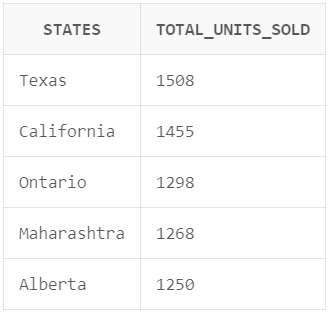 STATES TOTAL_UNITS_SOLD
Texas 1508
California 1455
Ontario 1298
Maharashtra 1268
Alberta 1250